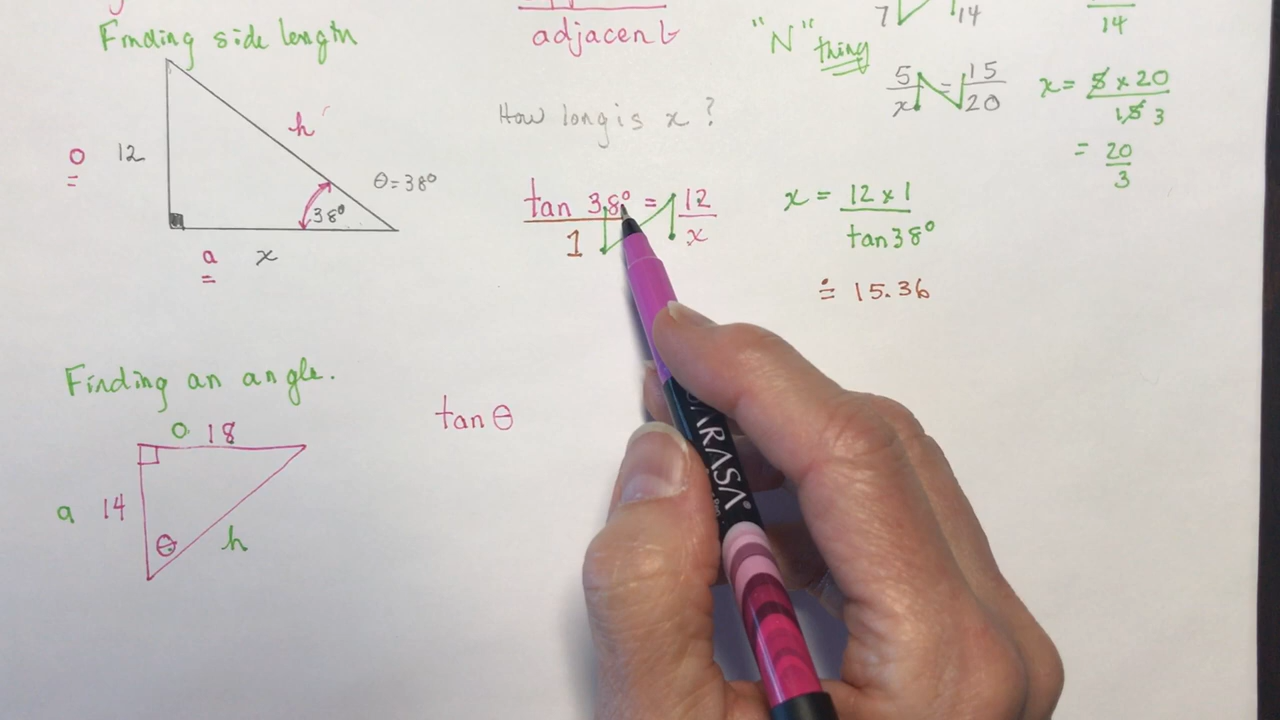 Finding side length
h
o
12
θ=38°
38°
a
x
adjacent
"N" thing
7
14
14
5/x = 15/20
x = 5 x 20 / 15 3
= 20/3
How long is x ?
tan 38° / 1 = 12/x
x = 12 x 1 / tan 38°
≐ 15.36
Finding an angle.
o 18
a 14
θ
h
tan θ
SARASA